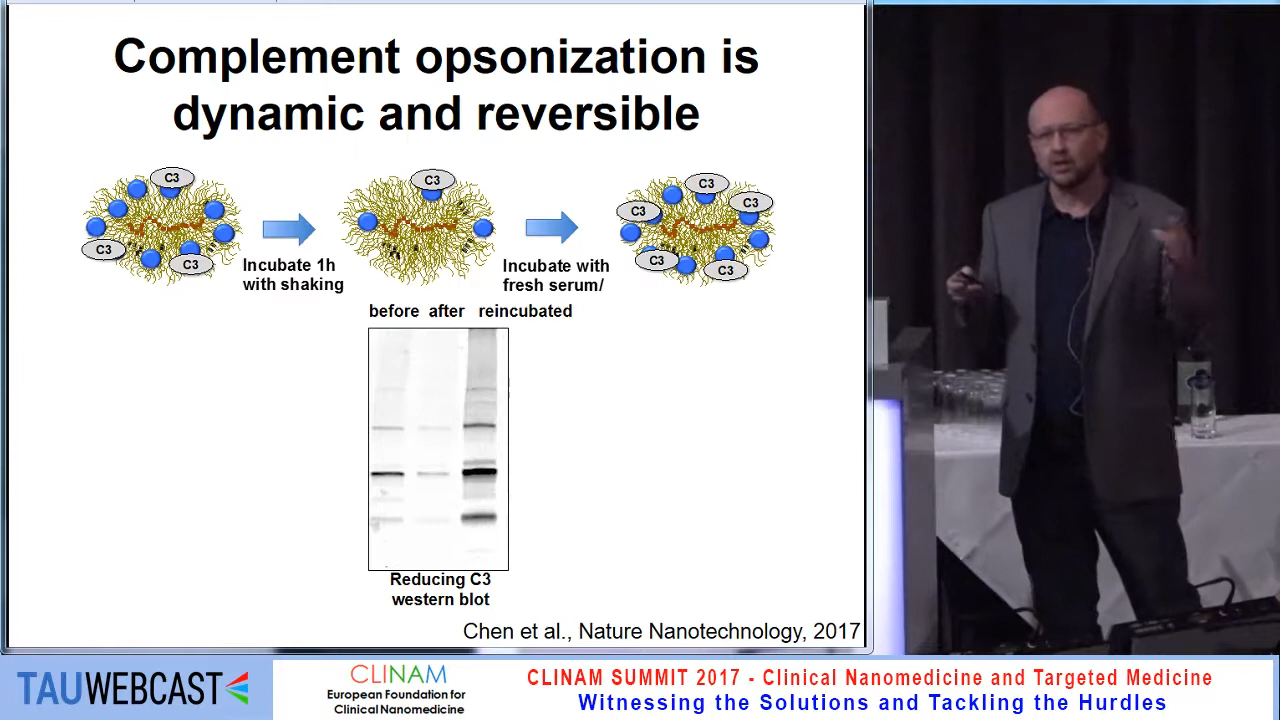 Complement opsonization is
dynamic and reversible
C3
C3
C3
C3
C3
C3
C3
C3
C3
Incubate 1h
with shaking
Incubate with
fresh serum/
before after reincubated
Reducing C3
western blot
Chen et al., Nature Nanotechnology, 2017
TAUWEBCAST
CLINAM
European Foundation for
Clinical Nanomedicine
CLINAM SUMMIT 2017 - Clinical Nanomedicine and Targeted Medicine
Witnessing the Solutions and Tackling the Hurdles